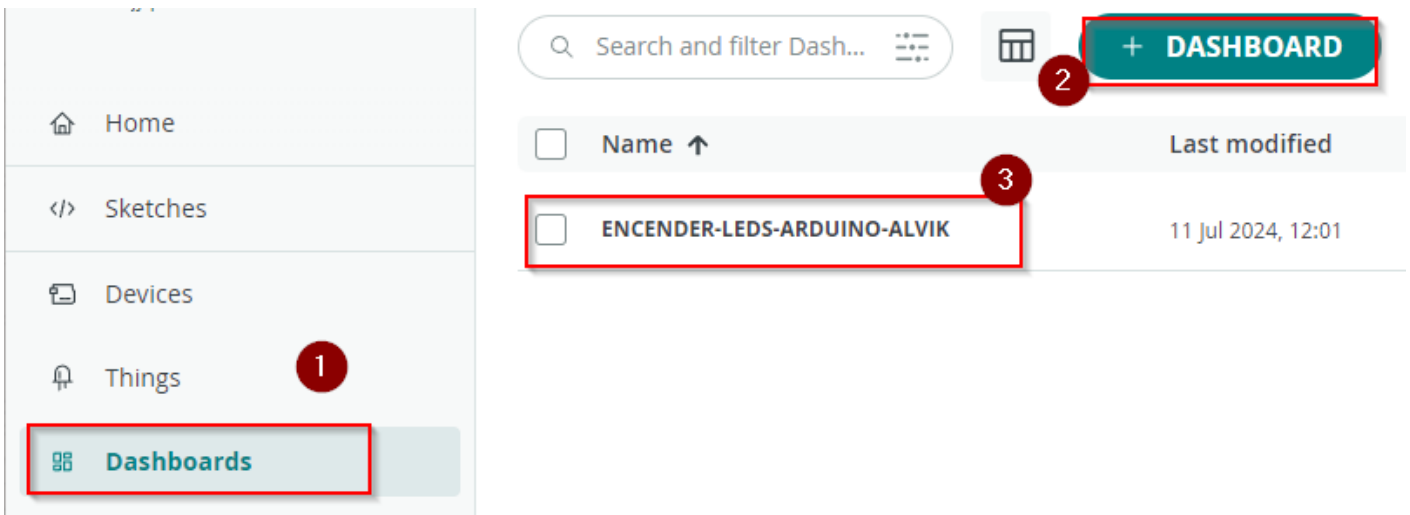 Search and filter Dash...
+ DASHBOARD
2
Home
Name ↑
Last modified
3
</> Sketches
ENCENDER-LEDS-ARDUINO-ALVIK
11 Jul 2024, 12:01
Devices
1
Things
Dashboards